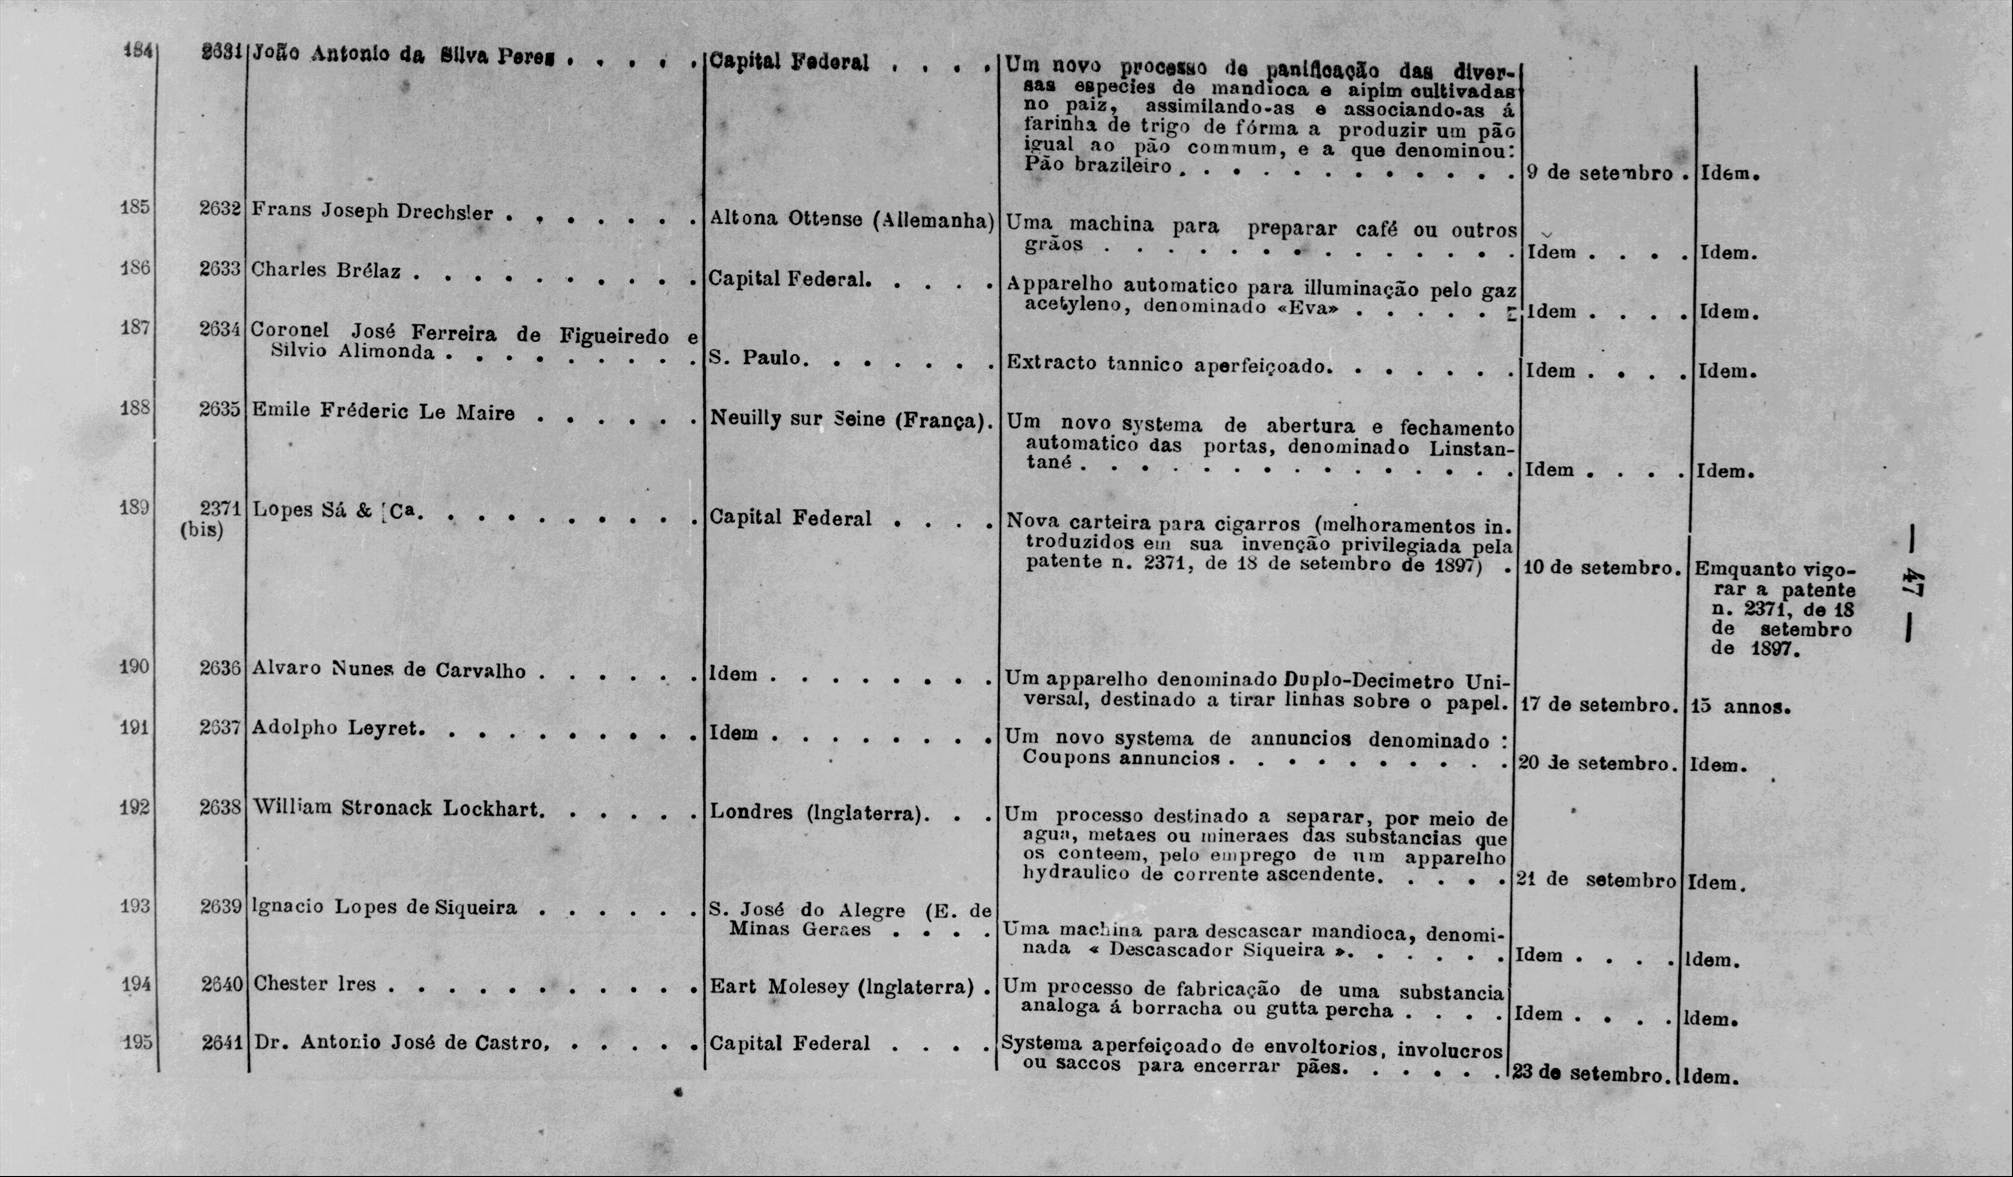 184 2631 João Antonio da Silva Peres . . . . . Capital Federal . . . . Um novo processo de panificação das diver-
sas especies de mandioca e aipim cultivadas
no paiz, assimilando-as e associando-as á
farinha de trigo de fórma a produzir um pão
igual ao pão commum, e a que denominou:
Pão brazileiro . . . . . . . . . . . . 9 de setembro . Idem.
185 2632 Frans Joseph Drechsler . . . . . . . Altona Ottense (Allemanha) Uma machina para preparar café ou outros
grãos . . . . . . . . . . . . . . Idem . . . . Idem.
186 2633 Charles Brélaz . . . . . . . . . . Capital Federal. . . . . Apparelho automatico para illuminação pelo gaz
acetyleno, denominado «Eva» . . . . . Idem . . . . Idem.
187 2634 Coronel José Ferreira de Figueiredo e
Silvio Alimonda . . . . . . . . . S. Paulo. . . . . . . Extracto tannico aperfeiçoado. . . . . . . Idem . . . . Idem.
188 2635 Emile Fréderic Le Maire . . . . . . Neuilly sur Seine (França). Um novo systema de abertura e fechamento
automatico das portas, denominado Linstan-
tané . . . . . . . . . . . . . . . Idem . . . . Idem.
189 2371 Lopes Sá & Cª. . . . . . . . . . Capital Federal . . . . Nova carteira para cigarros (melhoramentos in.
(bis) troduzidos em sua invenção privilegiada pela
patente n. 2371, de 18 de setembro de 1897) . 10 de setembro. Emquanto vigo-
rar a patente
n. 2371, de 18
de setembro
de 1897.
— 47 —
190 2636 Alvaro Nunes de Carvalho . . . . . . Idem . . . . . . . . Um apparelho denominado Duplo-Decimetro Uni-
versal, destinado a tirar linhas sobre o papel. 17 de setembro. 15 annos.
191 2637 Adolpho Leyret. . . . . . . . . . Idem . . . . . . . . Um novo systema de annuncios denominado :
Coupons annuncios . . . . . . . . . . 20 de setembro. Idem.
192 2638 William Stronack Lockhart. . . . . . Londres (Inglaterra). . . Um processo destinado a separar, por meio de
agua, metaes ou mineraes das substancias que
os conteem, pelo emprego de um apparelho
hydraulico de corrente ascendente. . . . . 21 de setembro Idem.
193 2639 Ignacio Lopes de Siqueira . . . . . . S. José do Alegre (E. de
Minas Geraes . . . . Uma machina para descascar mandioca, denomi-
nada « Descascador Siqueira ». . . . . . Idem . . . . Idem.
194 2640 Chester Ires . . . . . . . . . . . Eart Molesey (Inglaterra) . Um processo de fabricação de uma substancia
analoga á borracha ou gutta percha . . . . Idem . . . . Idem.
195 2641 Dr. Antonio José de Castro. . . . . . Capital Federal . . . . Systema aperfeiçoado de envoltorios, involucros
ou saccos para encerrar pães. . . . . . 23 de setembro. Idem.